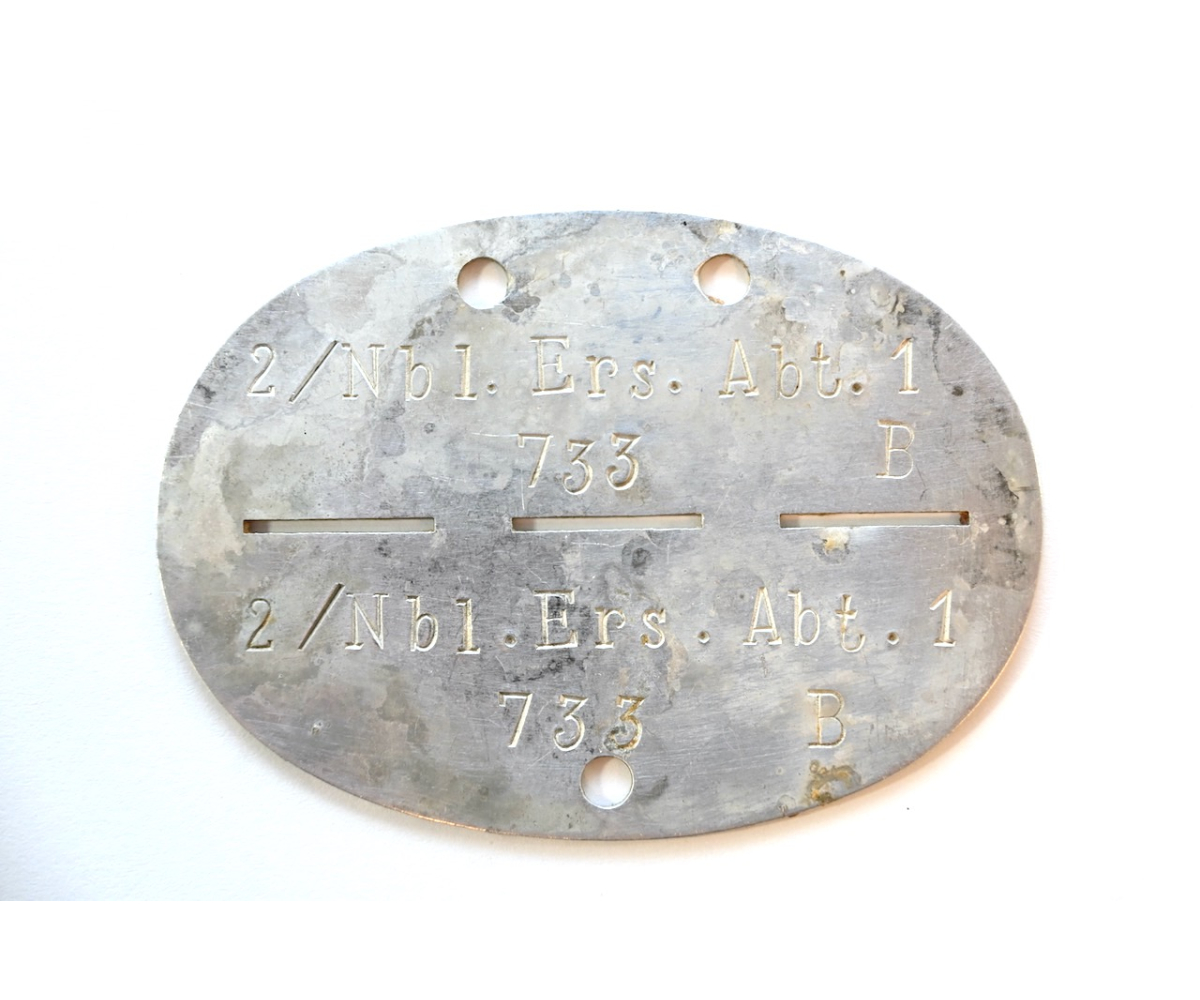 2/Nbl. Ers. Abt. 1
733 B
2/Nbl. Ers. Abt. 1
733 B